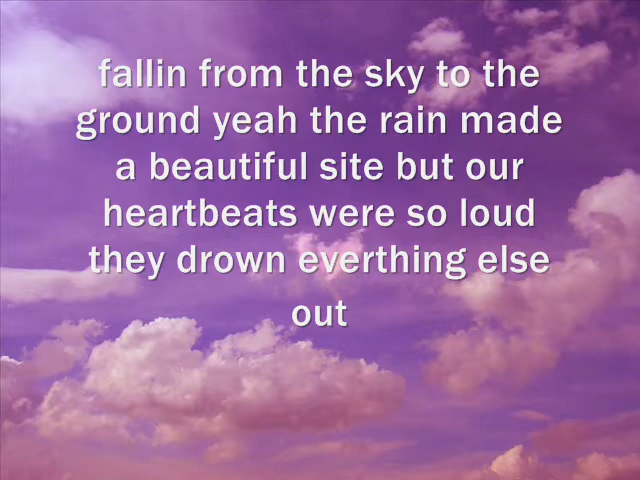 fallin from the sky to the
ground yeah the rain made
a beautiful site but our
heartbeats were so loud
they drown everthing else
out